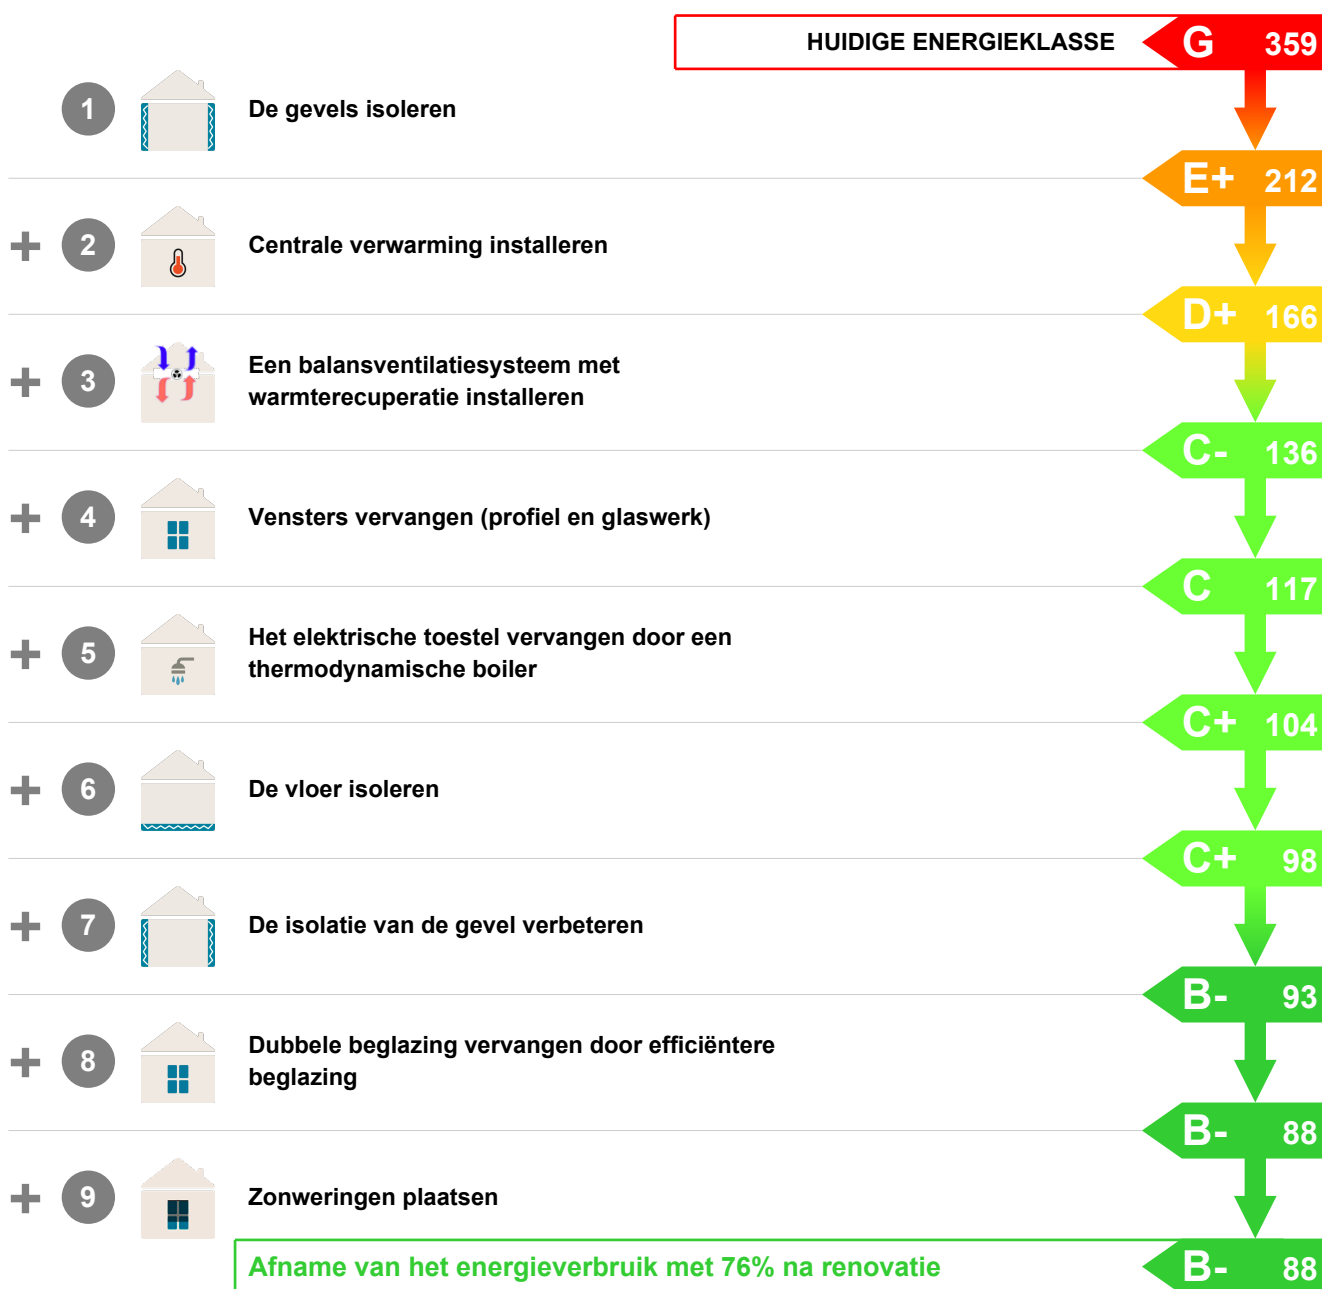 HUIDIGE ENERGIEKLASSE G 359
1 De gevels isoleren
E+ 212
+ 2 Centrale verwarming installeren
D+ 166
+ 3 Een balansventilatiesysteem met
warmterecuperatie installeren
C- 136
+ 4 Vensters vervangen (profiel en glaswerk)
C 117
+ 5 Het elektrische toestel vervangen door een
thermodynamische boiler
C+ 104
+ 6 De vloer isoleren
C+ 98
+ 7 De isolatie van de gevel verbeteren
B- 93
+ 8 Dubbele beglazing vervangen door efficiëntere
beglazing
B- 88
+ 9 Zonweringen plaatsen
Afname van het energieverbruik met 76% na renovatie B- 88